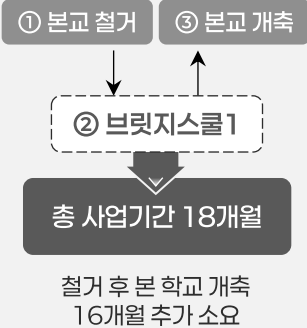 ① 본교 철거
③ 본교 개축
② 브릿지스쿨1
총 사업기간 18개월
철거 후 본 학교 개축
16개월 추가 소요